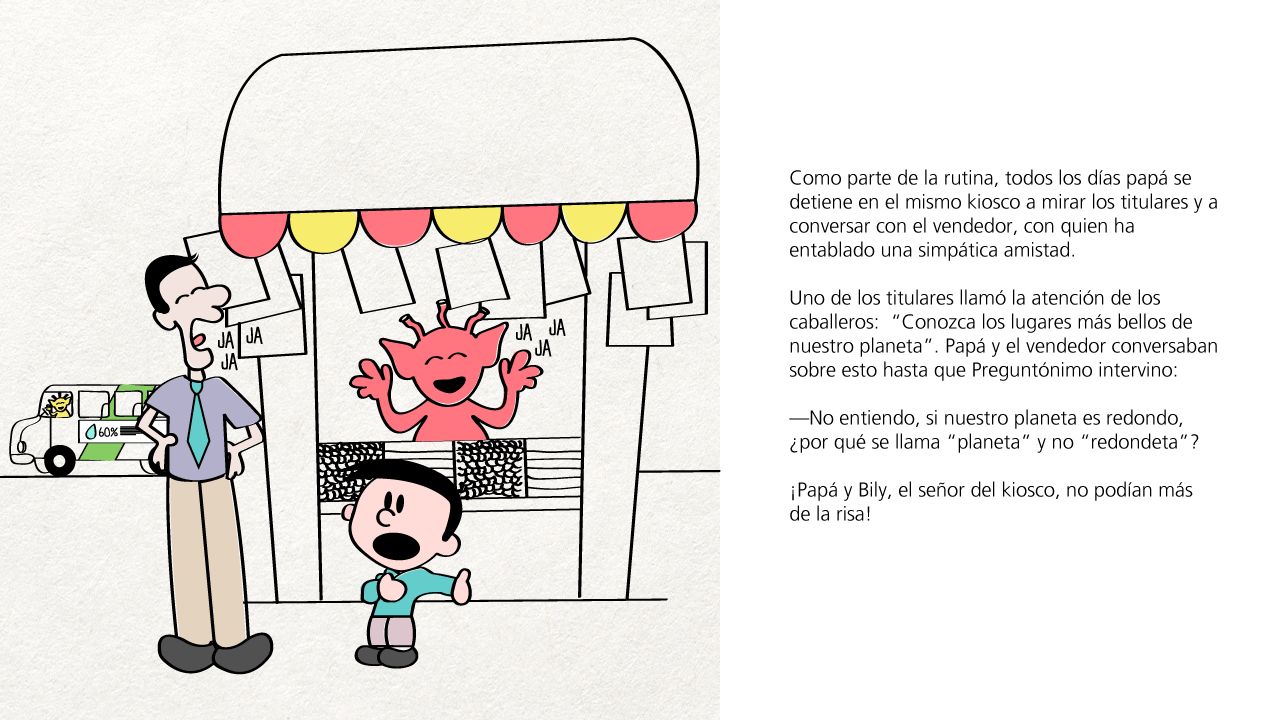 JA
JA
JA
JA
JA
JA
60%
Como parte de la rutina, todos los días papá se
detiene en el mismo kiosco a mirar los titulares y a
conversar con el vendedor, con quien ha
entablado una simpática amistad.
Uno de los titulares llamó la atención de los
caballeros:  “Conozca los lugares más bellos de
nuestro planeta”. Papá y el vendedor conversaban
sobre esto hasta que Preguntónimo intervino:
—No entiendo, si nuestro planeta es redondo,
¿por qué se llama “planeta” y no “redondeta”?
¡Papá y Bily, el señor del kiosco, no podían más
de la risa!